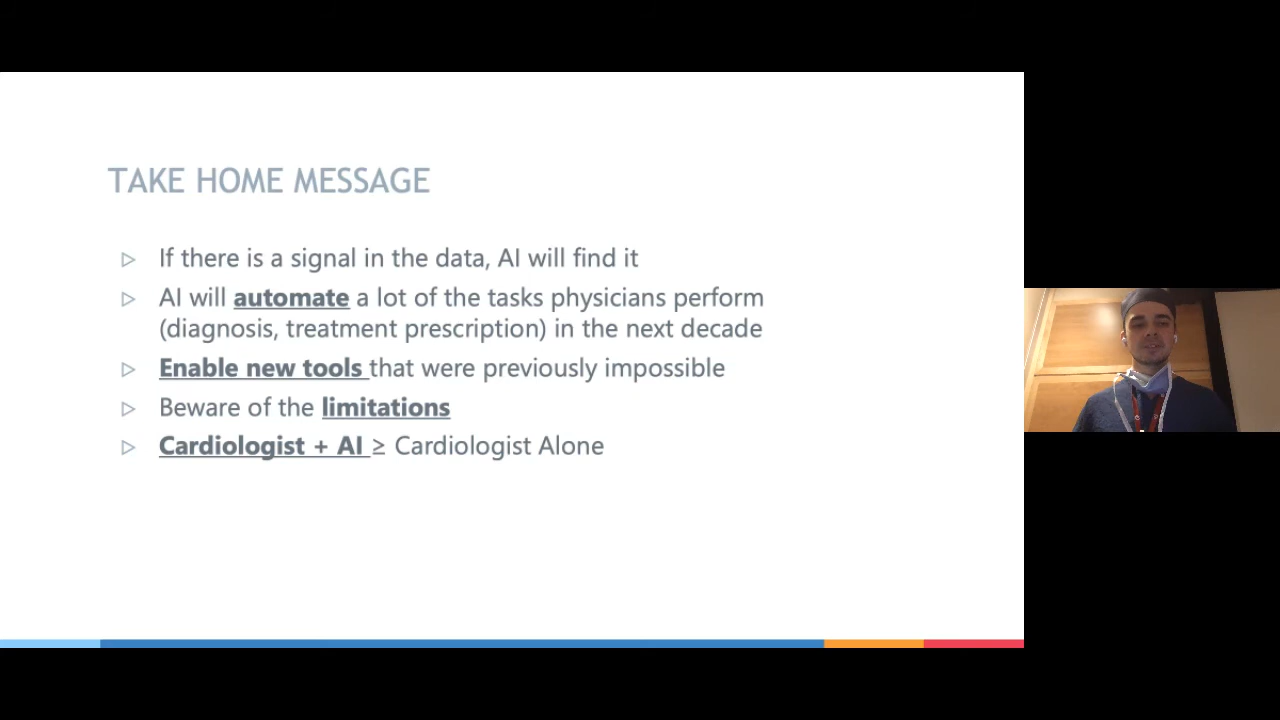 TAKE HOME MESSAGE
If there is a signal in the data, AI will find it
AI will automate a lot of the tasks physicians perform
(diagnosis, treatment prescription) in the next decade
Enable new tools that were previously impossible
Beware of the limitations
Cardiologist + AI ≥ Cardiologist Alone